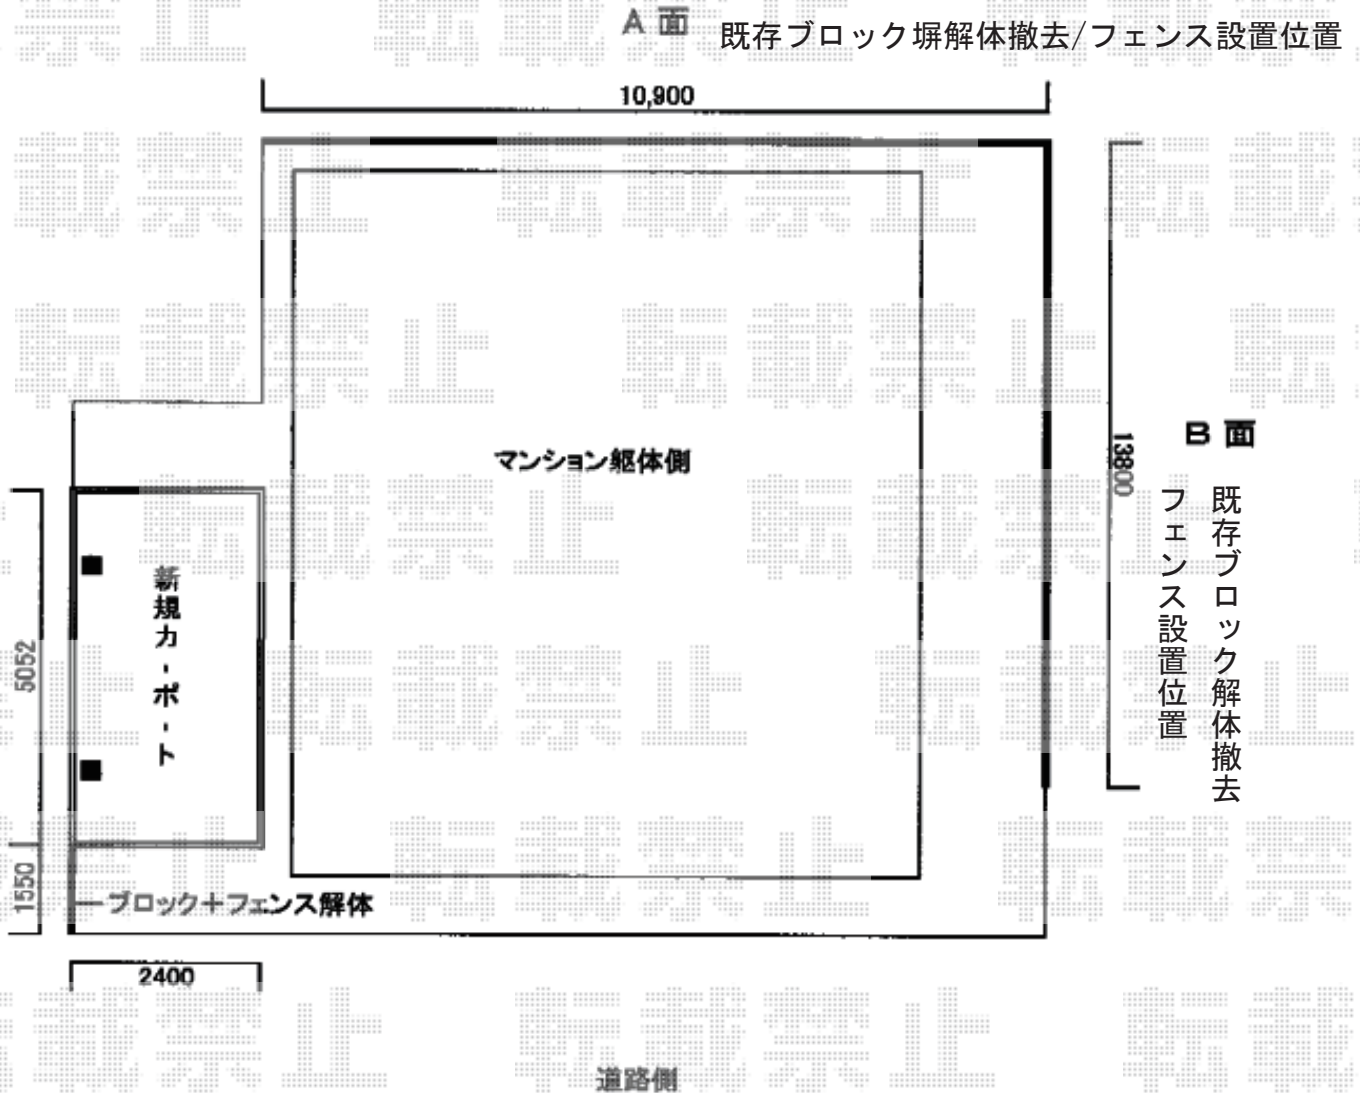 A 面
既存ブロック塀解体撤去/フェンス設置位置
10,900
マンション躯体側
B 面
13800
既存ブロック解体撤去
フェンス設置位置
新規カーポート
5052
1550
ブロック＋フェンス解体
2400
道路側
転載禁止